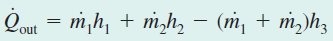 Q̇out = ṁ1h1 + ṁ2h2 − (ṁ1 + ṁ2)h3